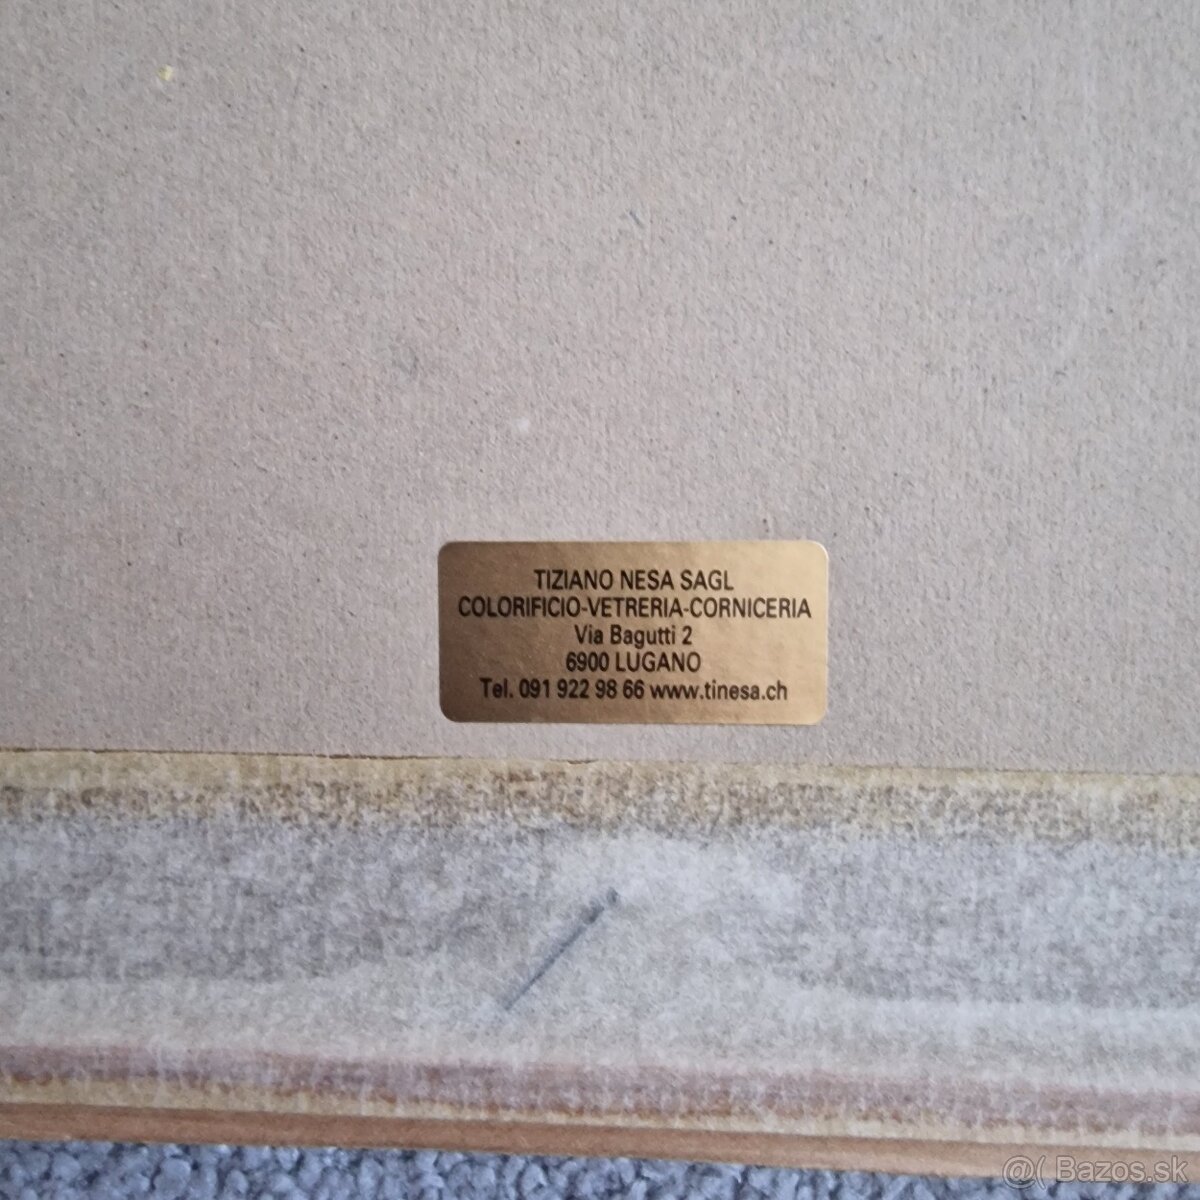 TIZIANO NESA SAGL
COLORIFICIO-VETRERIA-CORNICERIA
Via Bagutti 2
6900 LUGANO
Tel. 091 922 98 66 www.tinesa.ch
@( Bazos.sk